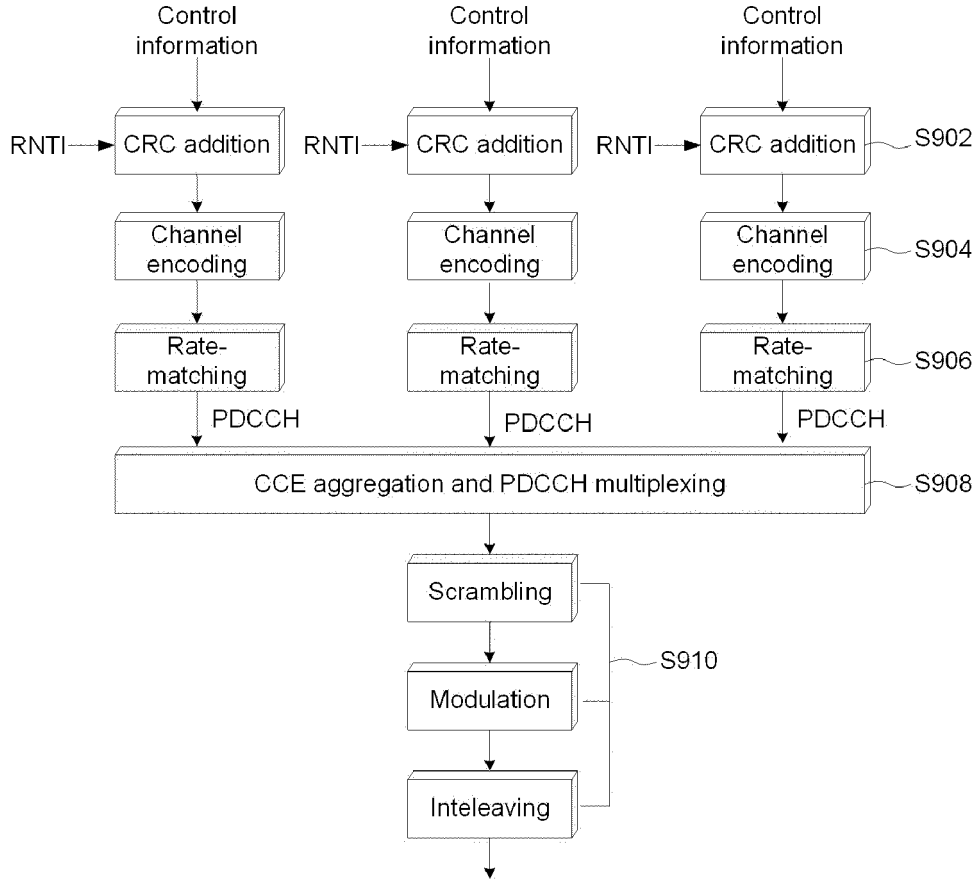 Control
information
Control
information
Control
information
RNTI
CRC addition
RNTI
CRC addition
RNTI
CRC addition
S902
Channel
encoding
Channel
encoding
Channel
encoding
S904
Rate-
matching
Rate-
matching
Rate-
matching
S906
PDCCH
PDCCH
PDCCH
CCE aggregation and PDCCH multiplexing
S908
Scrambling
S910
Modulation
Inteleaving